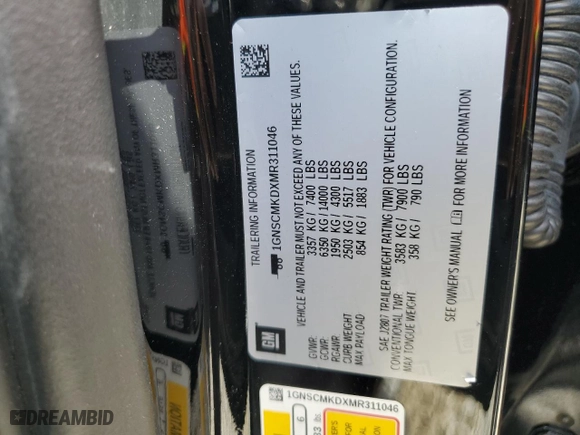 TRAILERING INFORMATION
1GNSCMKDXMR311046
VEHICLE AND TRAILER MUST NOT EXCEED ANY OF THESE VALUES.
GVWR: 3357 KG / 7400 LBS
GCWR: 6350 KG / 14000 LBS
RGAWR: 1950 KG / 4300 LBS
CURB WEIGHT 2503 KG / 5517 LBS
MAX PAYLOAD 854 KG / 1883 LBS
SAE J2807 TRAILER WEIGHT RATING (TWR) FOR VEHICLE CONFIGURATION.
CONVENTIONAL TWR: 3583 KG / 7900 LBS
MAX TONGUE WEIGHT 358 KG / 790 LBS
SEE OWNER'S MANUAL FOR MORE INFORMATION
GM
1GNSCMKDXMR311046
DREAMBID